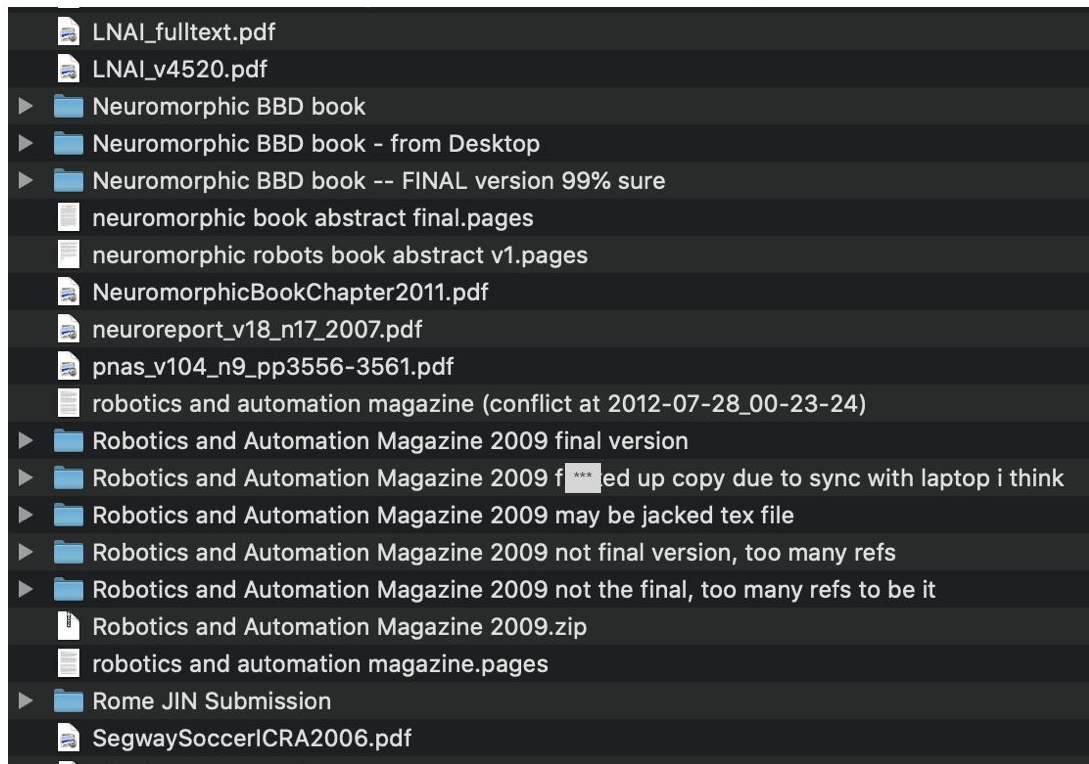 LNAI_fulltext.pdf
LNAI_v4520.pdf
Neuromorphic BBD book
Neuromorphic BBD book - from Desktop
Neuromorphic BBD book -- FINAL version 99% sure
neuromorphic book abstract final.pages
neuromorphic robots book abstract v1.pages
NeuromorphicBookChapter2011.pdf
neuroreport_v18_n17_2007.pdf
pnas_v104_n9_pp3556-3561.pdf
robotics and automation magazine (conflict at 2012-07-28_00-23-24)
Robotics and Automation Magazine 2009 final version
Robotics and Automation Magazine 2009 f***ed up copy due to sync with laptop i think
Robotics and Automation Magazine 2009 may be jacked tex file
Robotics and Automation Magazine 2009 not final version, too many refs
Robotics and Automation Magazine 2009 not the final, too many refs to be it
Robotics and Automation Magazine 2009.zip
robotics and automation magazine.pages
Rome JIN Submission
SegwaySoccerICRA2006.pdf